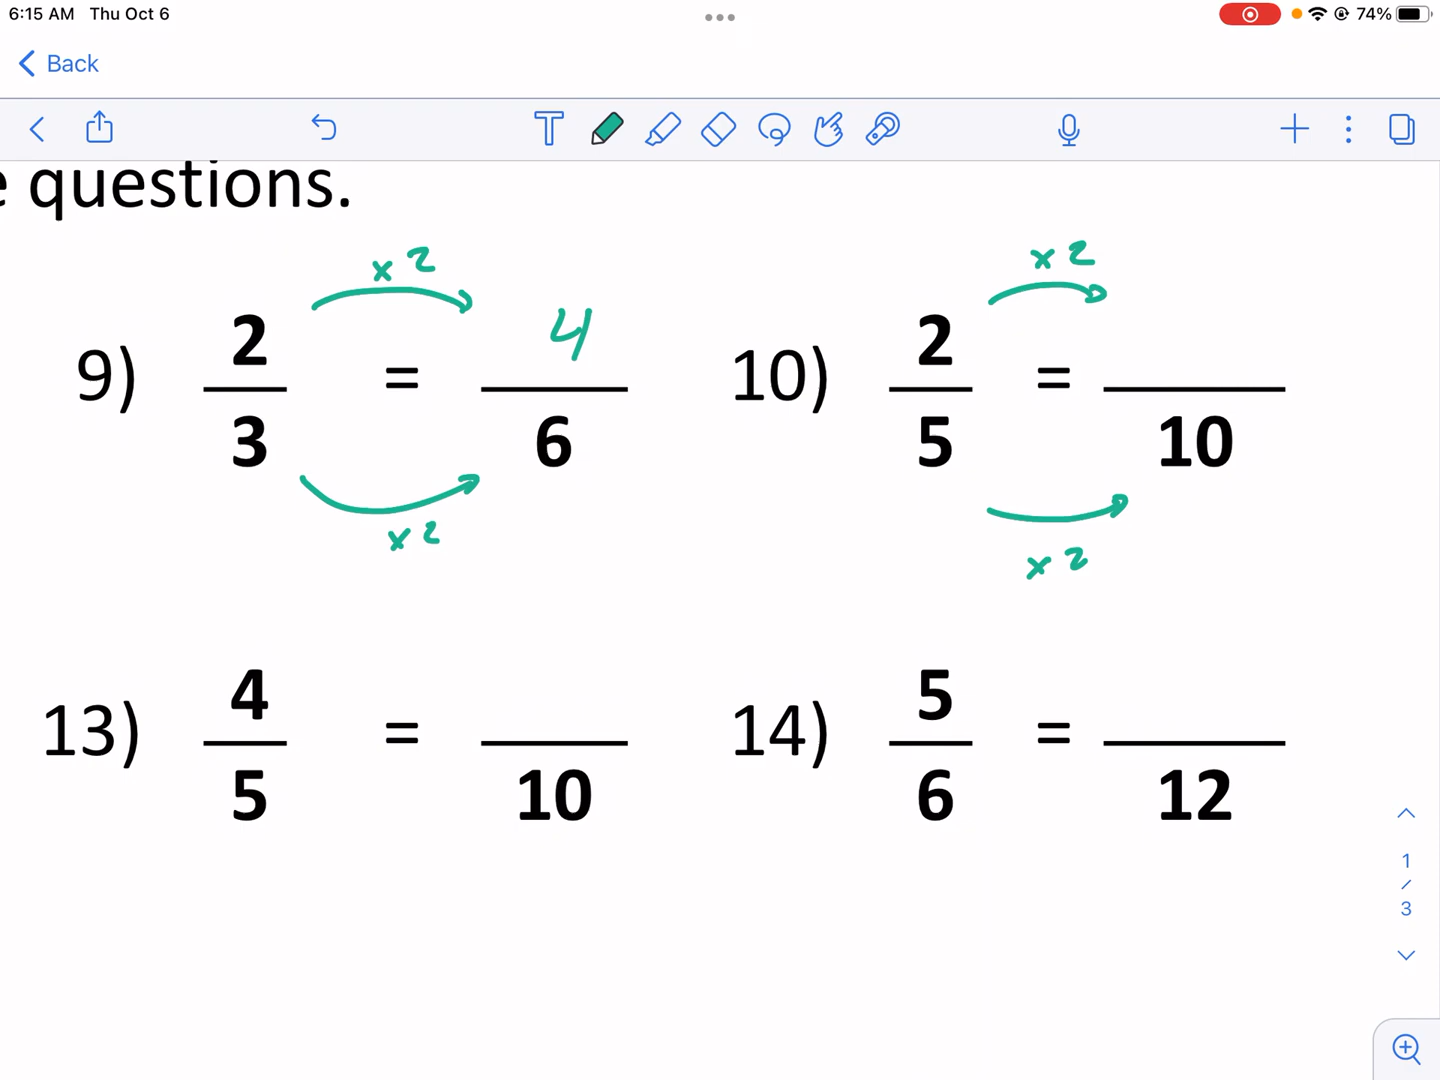 6:15 AM Thu Oct 6
74%
Back
e questions.
x 2
x 2
9) 2/3 = 4/6
10) 2/5 = /10
x 2
x 2
13) 4/5 = /10
14) 5/6 = /12
1
/
3